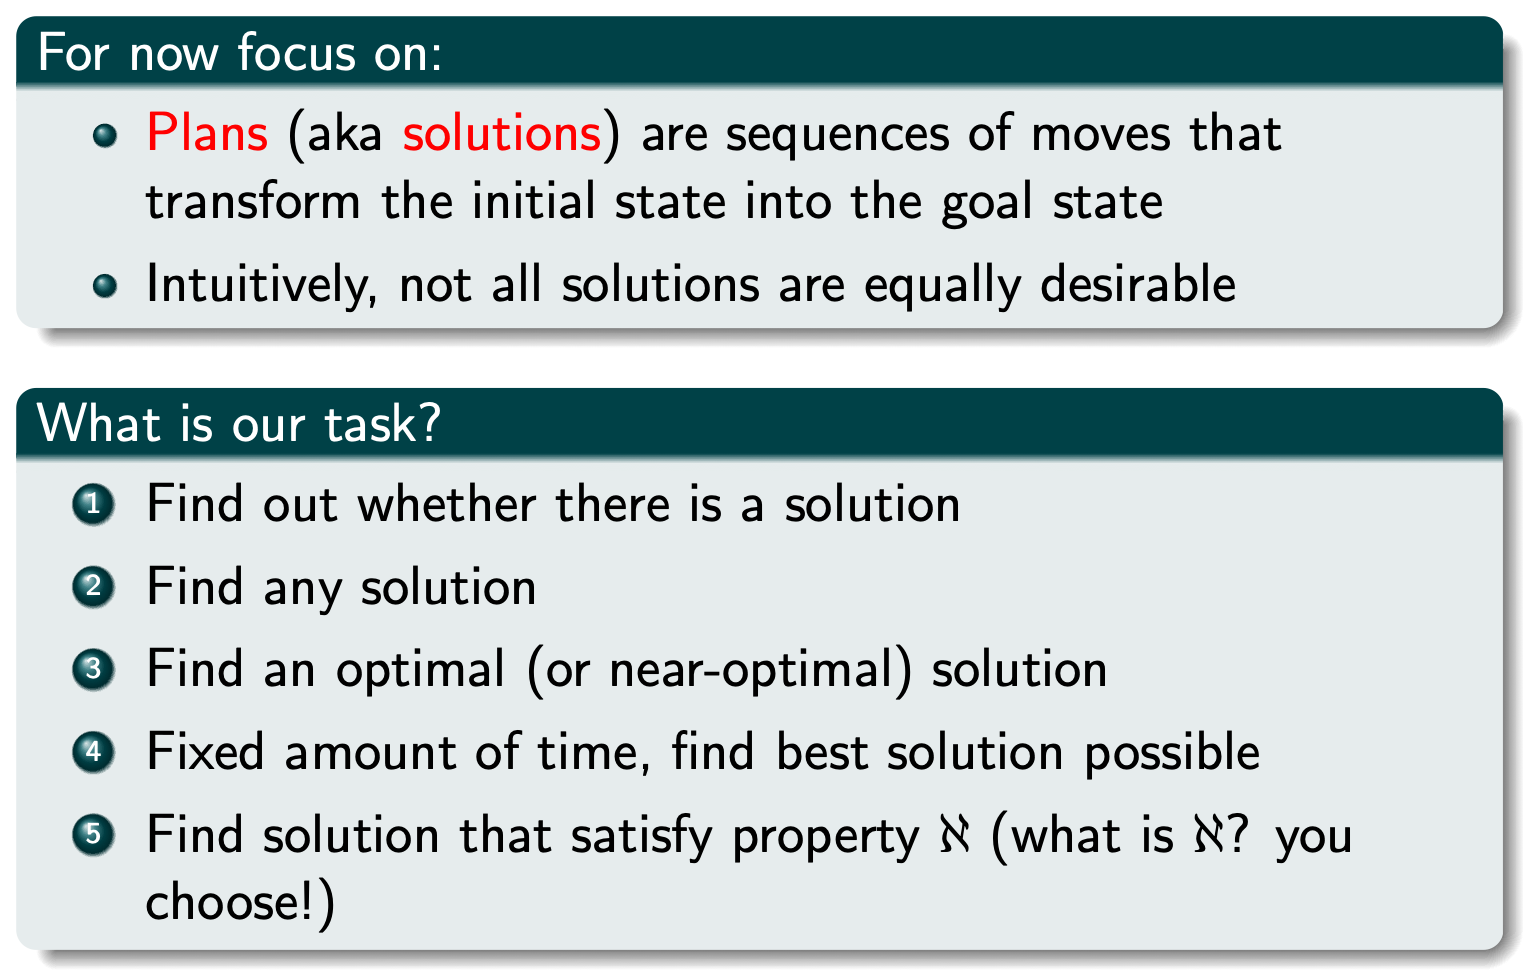 For now focus on:
Plans (aka solutions) are sequences of moves that
transform the initial state into the goal state
Intuitively, not all solutions are equally desirable
What is our task?
1 Find out whether there is a solution
2 Find any solution
3 Find an optimal (or near-optimal) solution
4 Fixed amount of time, find best solution possible
5 Find solution that satisfy property ℵ (what is ℵ? you
choose!)